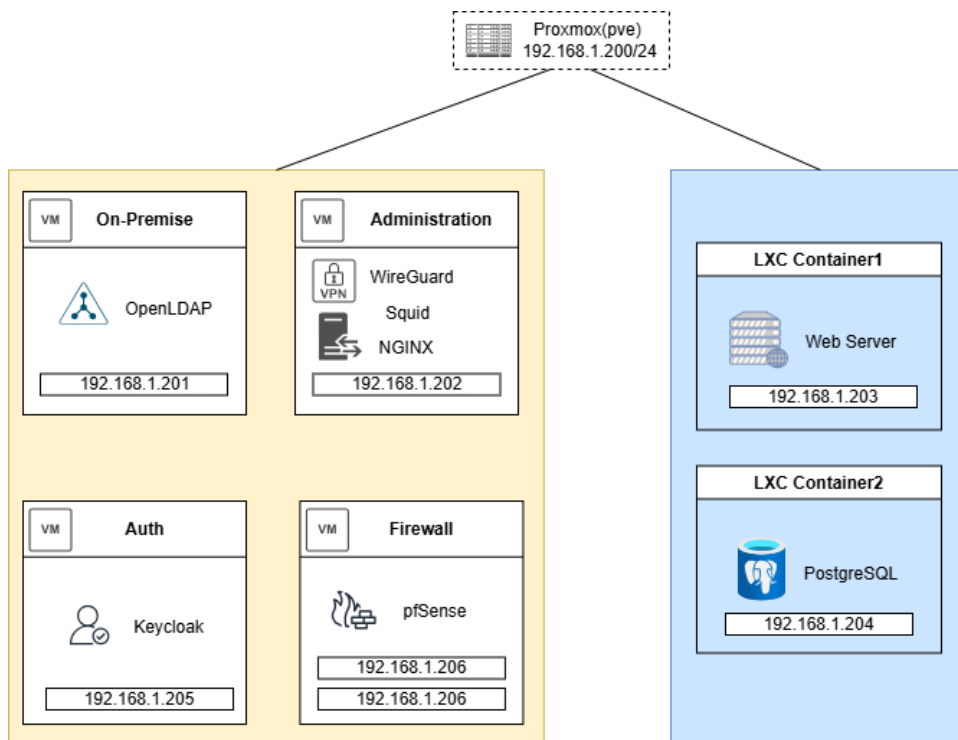 Proxmox(pve)
192.168.1.200/24
VM
On-Premise
OpenLDAP
192.168.1.201
VM
Administration
VPN
WireGuard
Squid
NGINX
192.168.1.202
VM
Auth
Keycloak
192.168.1.205
VM
Firewall
pfSense
192.168.1.206
192.168.1.206
LXC Container1
Web Server
192.168.1.203
LXC Container2
PostgreSQL
192.168.1.204